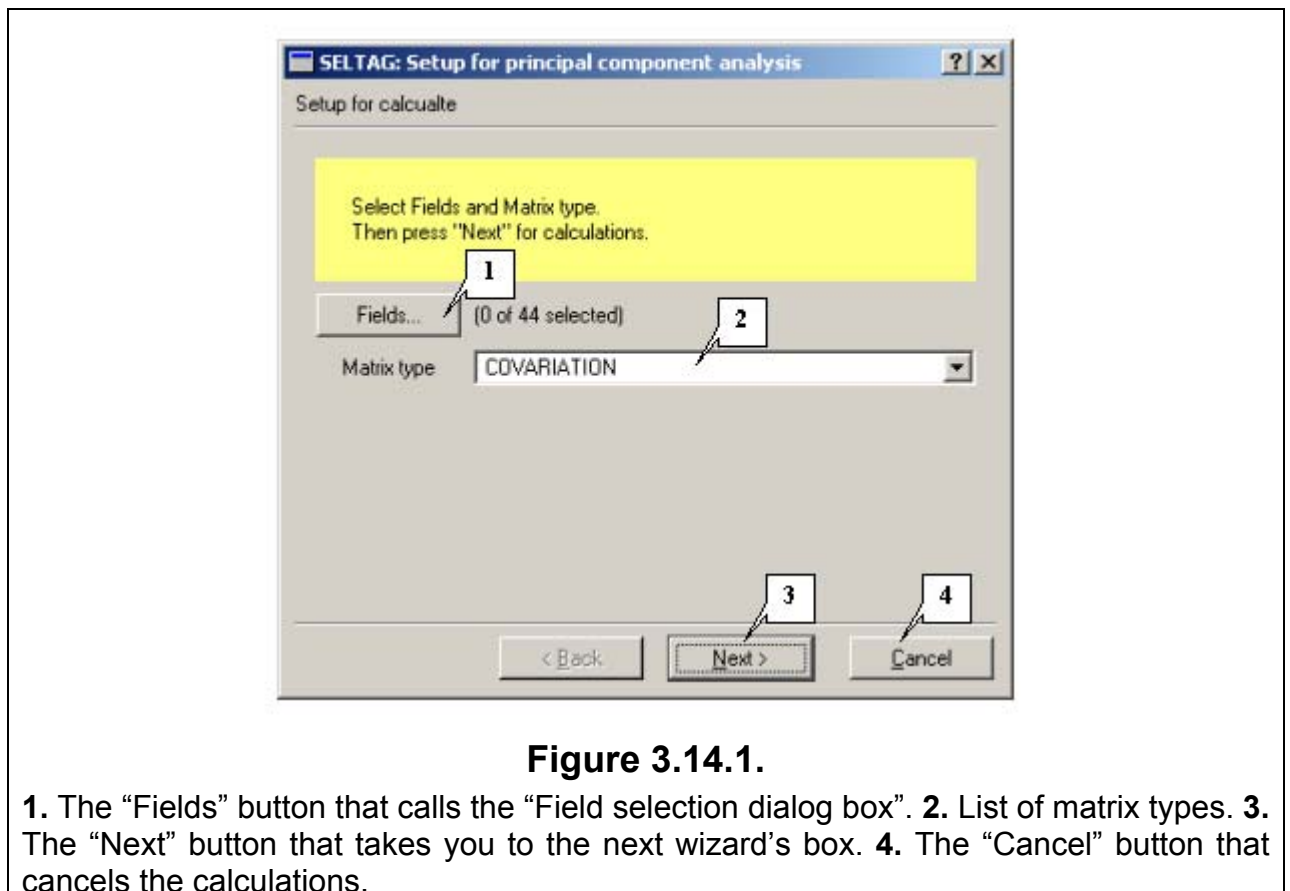 SELTAG: Setup for principal component analysis
Setup for calcualte
Select Fields and Matrix type.
Then press "Next" for calculations.
1
Fields... (0 of 44 selected)
2
Matrix type COVARIATION
3
4
< Back Next > Cancel
Figure 3.14.1.
1. The “Fields” button that calls the “Field selection dialog box”. 2. List of matrix types. 3.
The “Next” button that takes you to the next wizard’s box. 4. The “Cancel” button that
cancels the calculations.